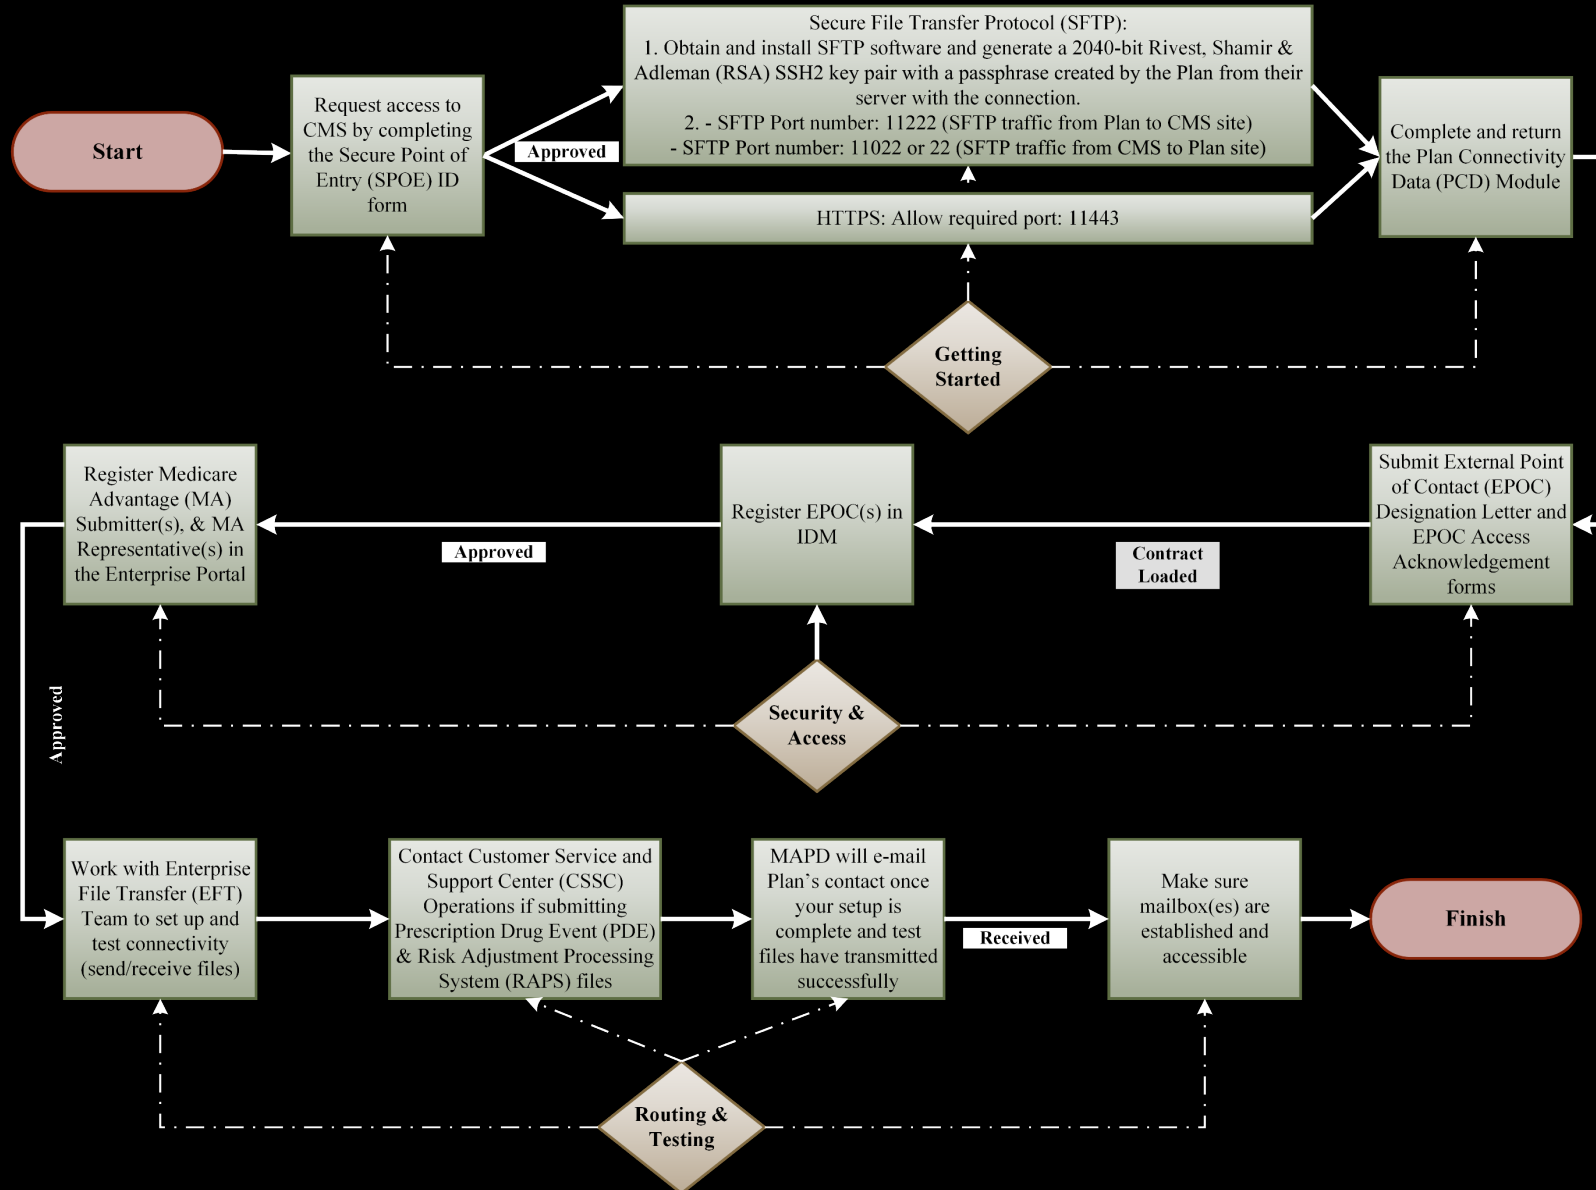 Start
Request access to
CMS by completing
the Secure Point of
Entry (SPOE) ID
form
Approved
Secure File Transfer Protocol (SFTP):
1. Obtain and install SFTP software and generate a 2040-bit Rivest, Shamir &
Adleman (RSA) SSH2 key pair with a passphrase created by the Plan from their
server with the connection.
2. - SFTP Port number: 11222 (SFTP traffic from Plan to CMS site)
- SFTP Port number: 11022 or 22 (SFTP traffic from CMS to Plan site)
HTTPS: Allow required port: 11443
Complete and return
the Plan Connectivity
Data (PCD) Module
Getting
Started
Submit External Point
of Contact (EPOC)
Designation Letter and
EPOC Access
Acknowledgement
forms
Contract
Loaded
Register EPOC(s) in
IDM
Approved
Register Medicare
Advantage (MA)
Submitter(s), & MA
Representative(s) in
the Enterprise Portal
Security &
Access
Approved
Work with Enterprise
File Transfer (EFT)
Team to set up and
test connectivity
(send/receive files)
Contact Customer Service and
Support Center (CSSC)
Operations if submitting
Prescription Drug Event (PDE)
& Risk Adjustment Processing
System (RAPS) files
MAPD will e-mail
Plan’s contact once
your setup is
complete and test
files have transmitted
successfully
Received
Make sure
mailbox(es) are
established and
accessible
Finish
Routing &
Testing